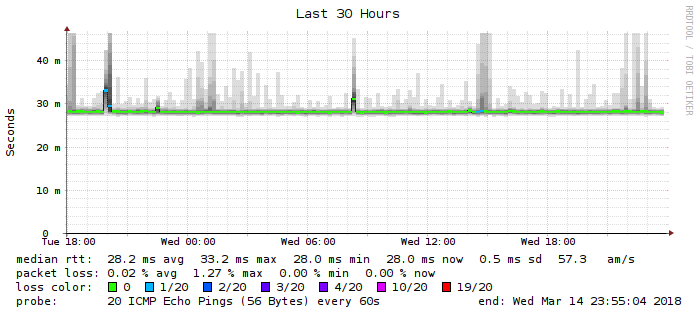 Last 30 Hours
RRDTOOL / TOBI OETIKER
Seconds
40 m
30 m
20 m
10 m
0
Tue 18:00 Wed 00:00 Wed 06:00 Wed 12:00 Wed 18:00
median rtt: 28.2 ms avg 33.2 ms max 28.0 ms min 28.0 ms now 0.5 ms sd 57.3 am/s
packet loss: 0.02 % avg 1.27 % max 0.00 % min 0.00 % now
loss color: 0 1/20 2/20 3/20 4/20 10/20 19/20
probe: 20 ICMP Echo Pings (56 Bytes) every 60s end: Wed Mar 14 23:55:04 2018